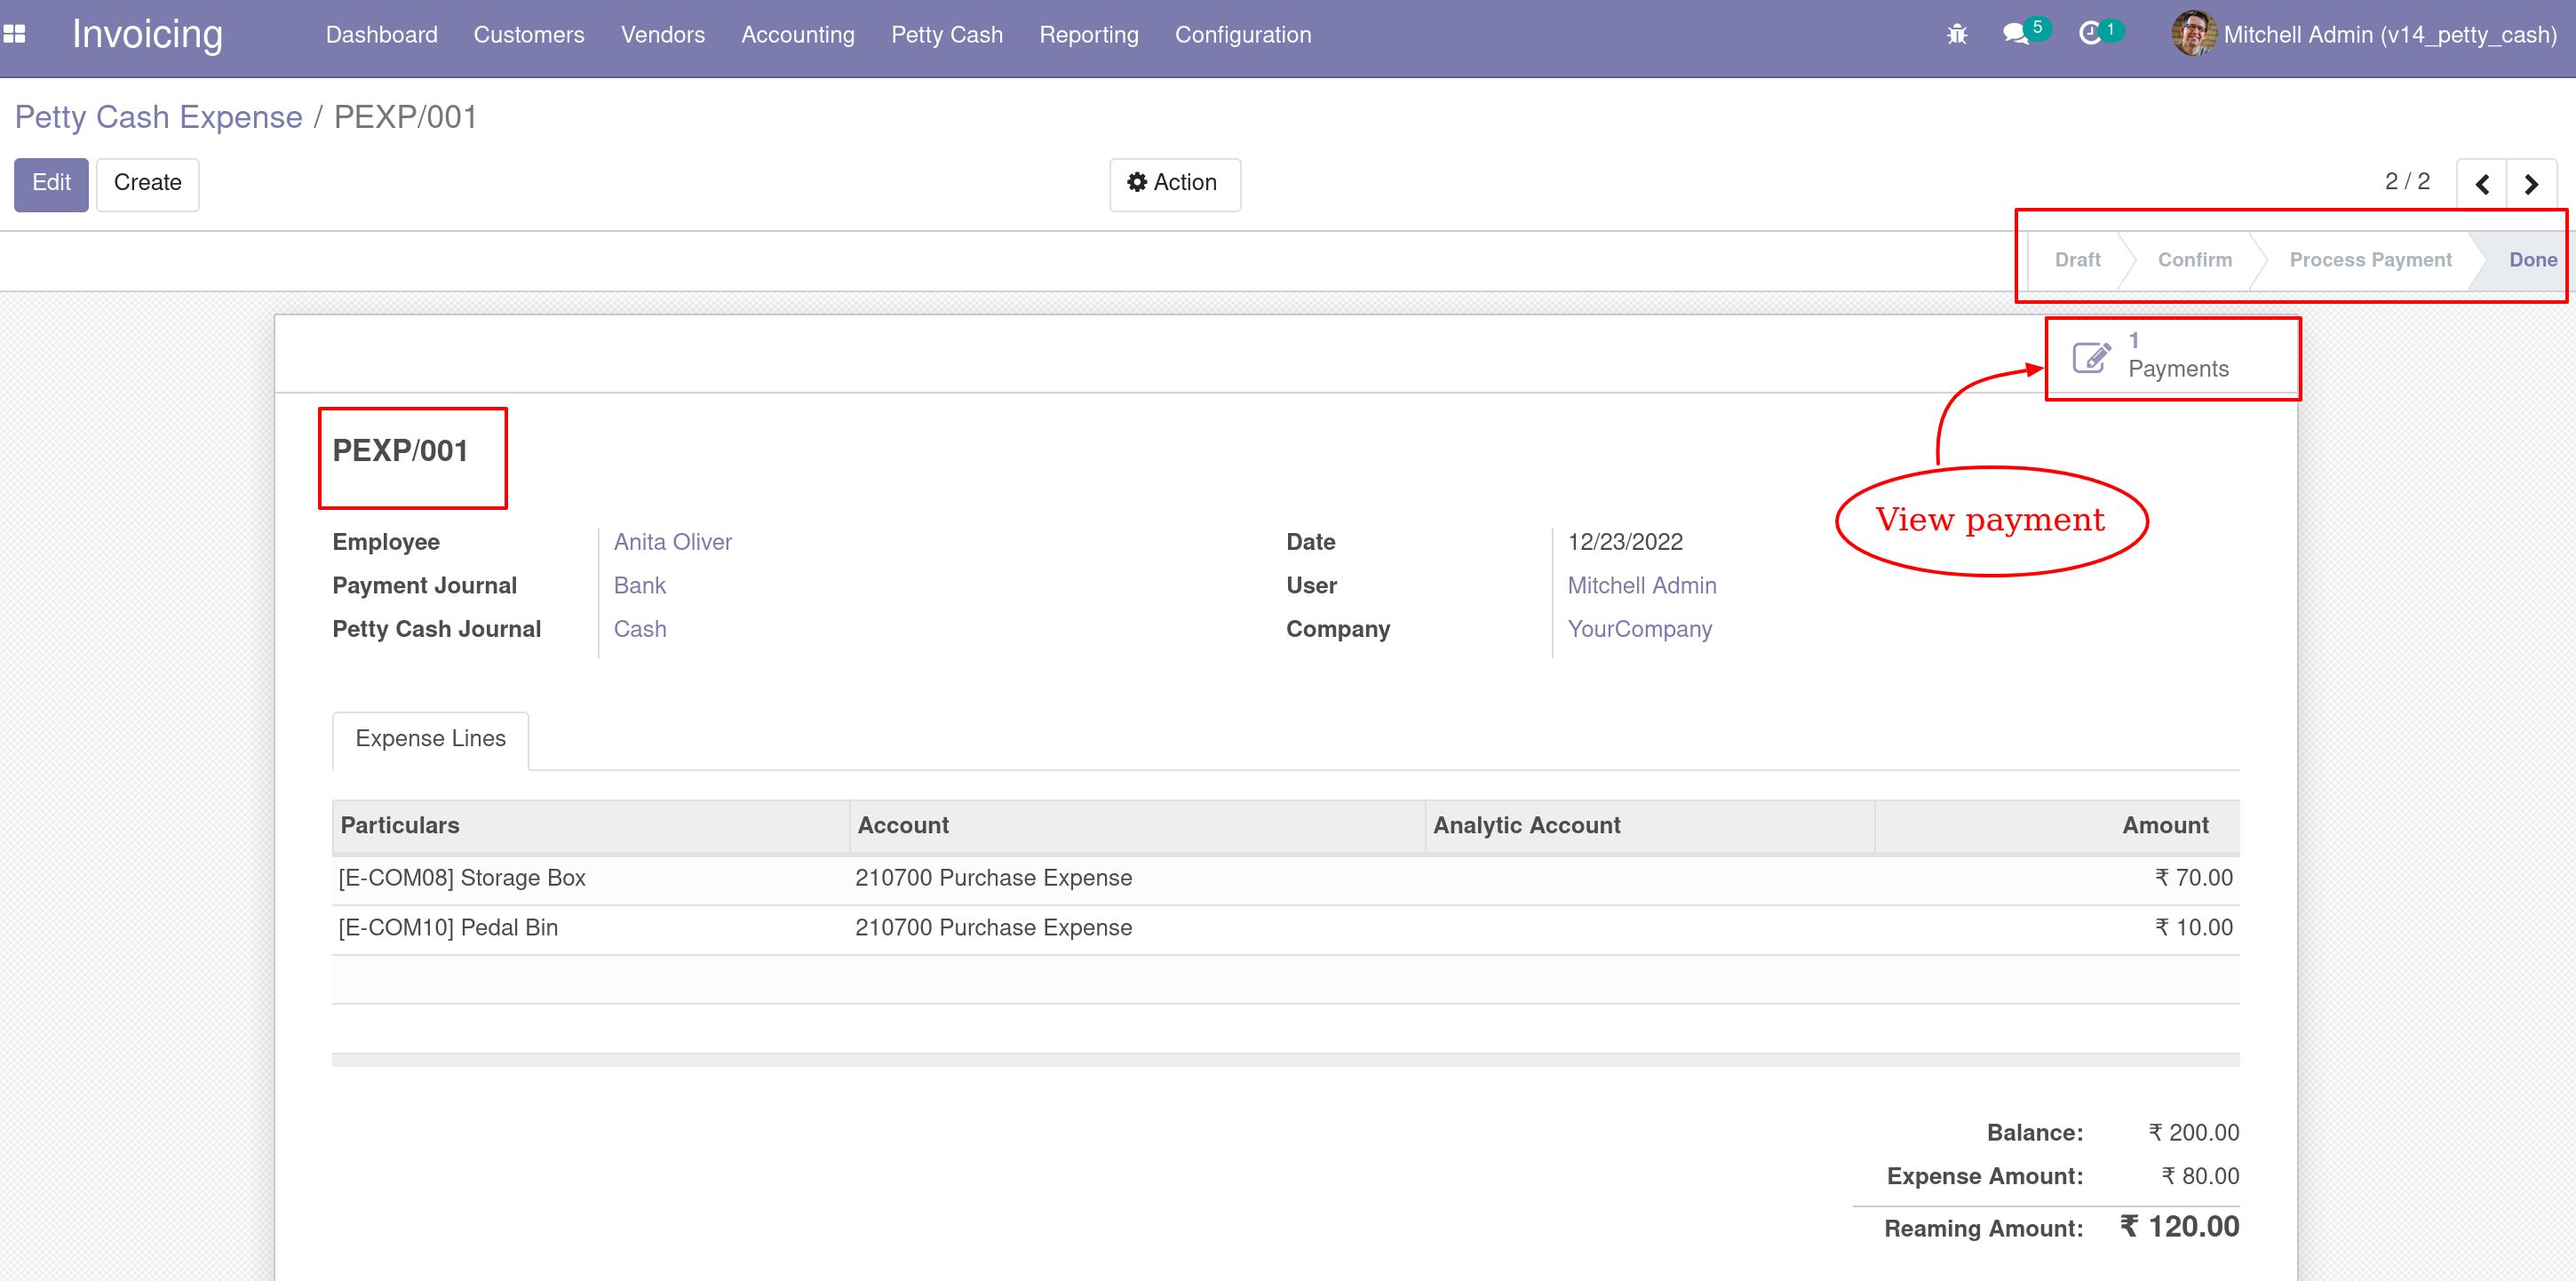 Invoicing Dashboard Customers Vendors Accounting Petty Cash Reporting Configuration 5 1 Mitchell Admin (v14_petty_cash)
Petty Cash Expense / PEXP/001
Edit Create Action 2 / 2
Draft Confirm Process Payment Done
1
Payments
PEXP/001
View payment
Employee Anita Oliver Date 12/23/2022
Payment Journal Bank User Mitchell Admin
Petty Cash Journal Cash Company YourCompany
Expense Lines
Particulars Account Analytic Account Amount
[E-COM08] Storage Box 210700 Purchase Expense ₹ 70.00
[E-COM10] Pedal Bin 210700 Purchase Expense ₹ 10.00
Balance: ₹ 200.00
Expense Amount: ₹ 80.00
Reaming Amount: ₹ 120.00